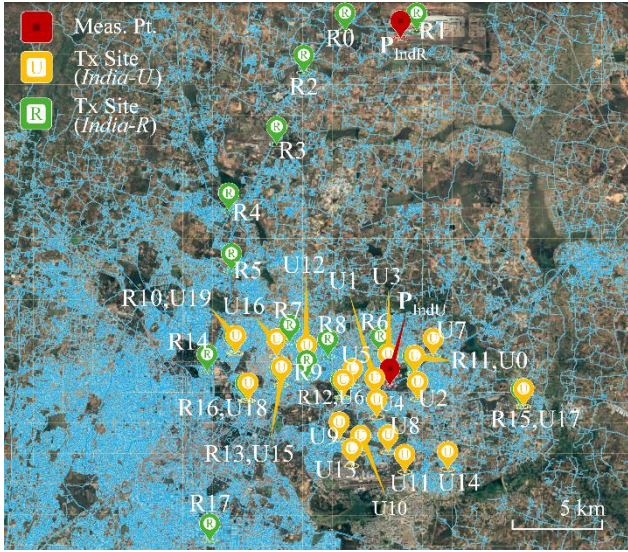 Meas. Pt.
U
Tx Site
(India-U)
R
Tx Site
(India-R)
R0
R1
P_IndR
R2
R3
R4
R5
U12
U1
U3
P_IndU
R10,U19
U16
R7
R8
R6
U7
R14
R9
U5
R11,U0
R12,U6
U4
U2
R16,U18
R15,U17
R13,U15
U9
U8
U13
U11
U14
U10
R17
5 km